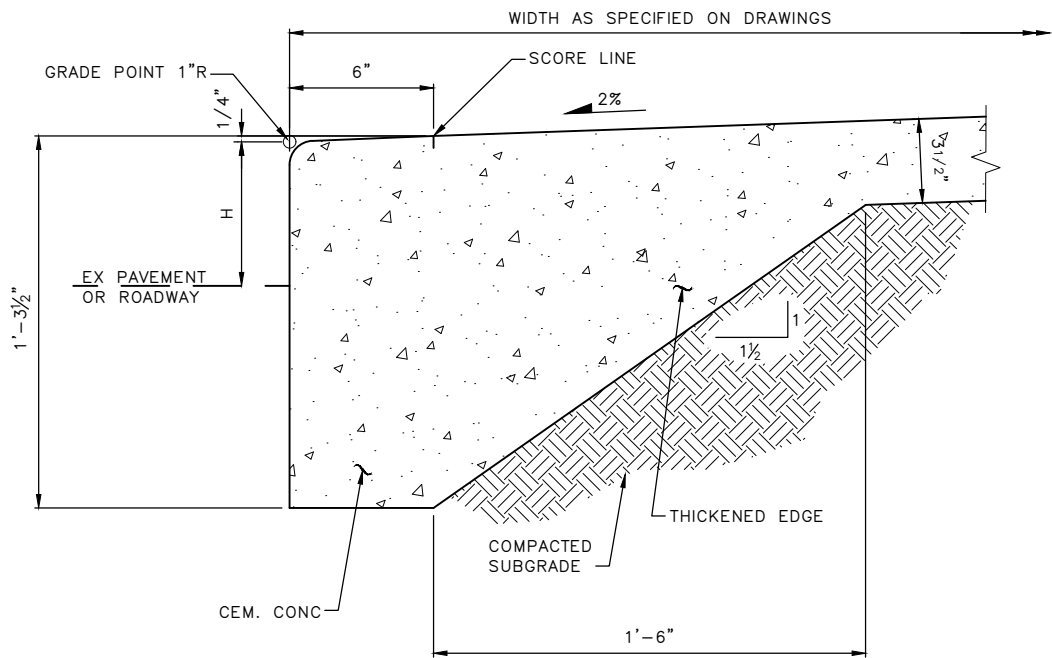 WIDTH AS SPECIFIED ON DRAWINGS
GRADE POINT 1"R
6"
SCORE LINE
1/4"
2%
3 1/2"
H
EX PAVEMENT
OR ROADWAY
1'-3½"
1
1½
THICKENED EDGE
COMPACTED
SUBGRADE
CEM. CONC
1'-6"